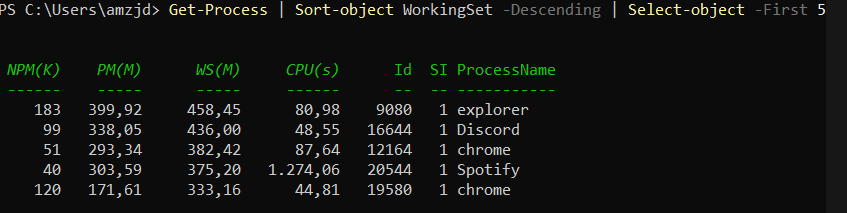 PS C:\Users\amzjd> Get-Process | Sort-object WorkingSet -Descending | Select-object -First 5
NPM(K) PM(M) WS(M) CPU(s) Id SI ProcessName
------ ----- ----- ------ -- -- -----------
183 399,92 458,45 80,98 9080 1 explorer
99 338,05 436,00 48,55 16644 1 Discord
51 293,34 382,42 87,64 12164 1 chrome
40 303,59 375,20 1.274,06 20544 1 Spotify
120 171,61 333,16 44,81 19580 1 chrome